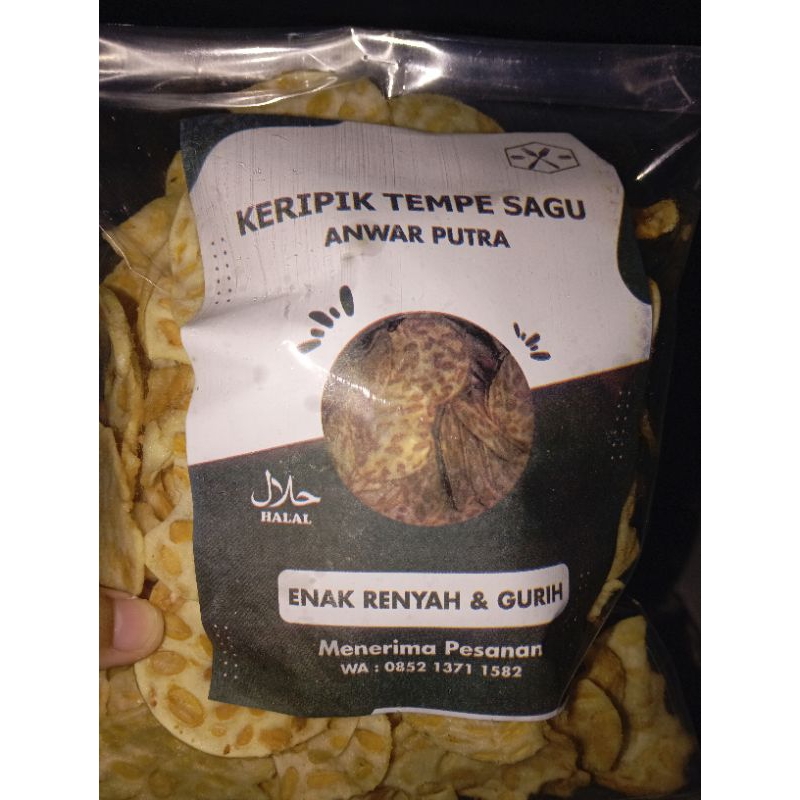 KERIPIK TEMPE SAGU
ANWAR PUTRA
حلال
HALAL
ENAK RENYAH & GURIH
Menerima Pesanan
WA : 0852 1371 1582